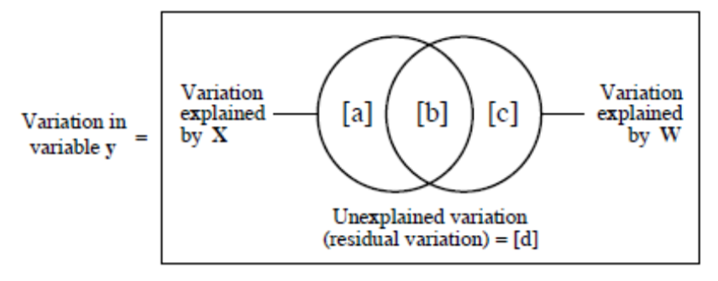 Variation in
variable y
=
Variation
explained
by X
[a]
[b]
[c]
Variation
explained
by W
Unexplained variation
(residual variation) = [d]